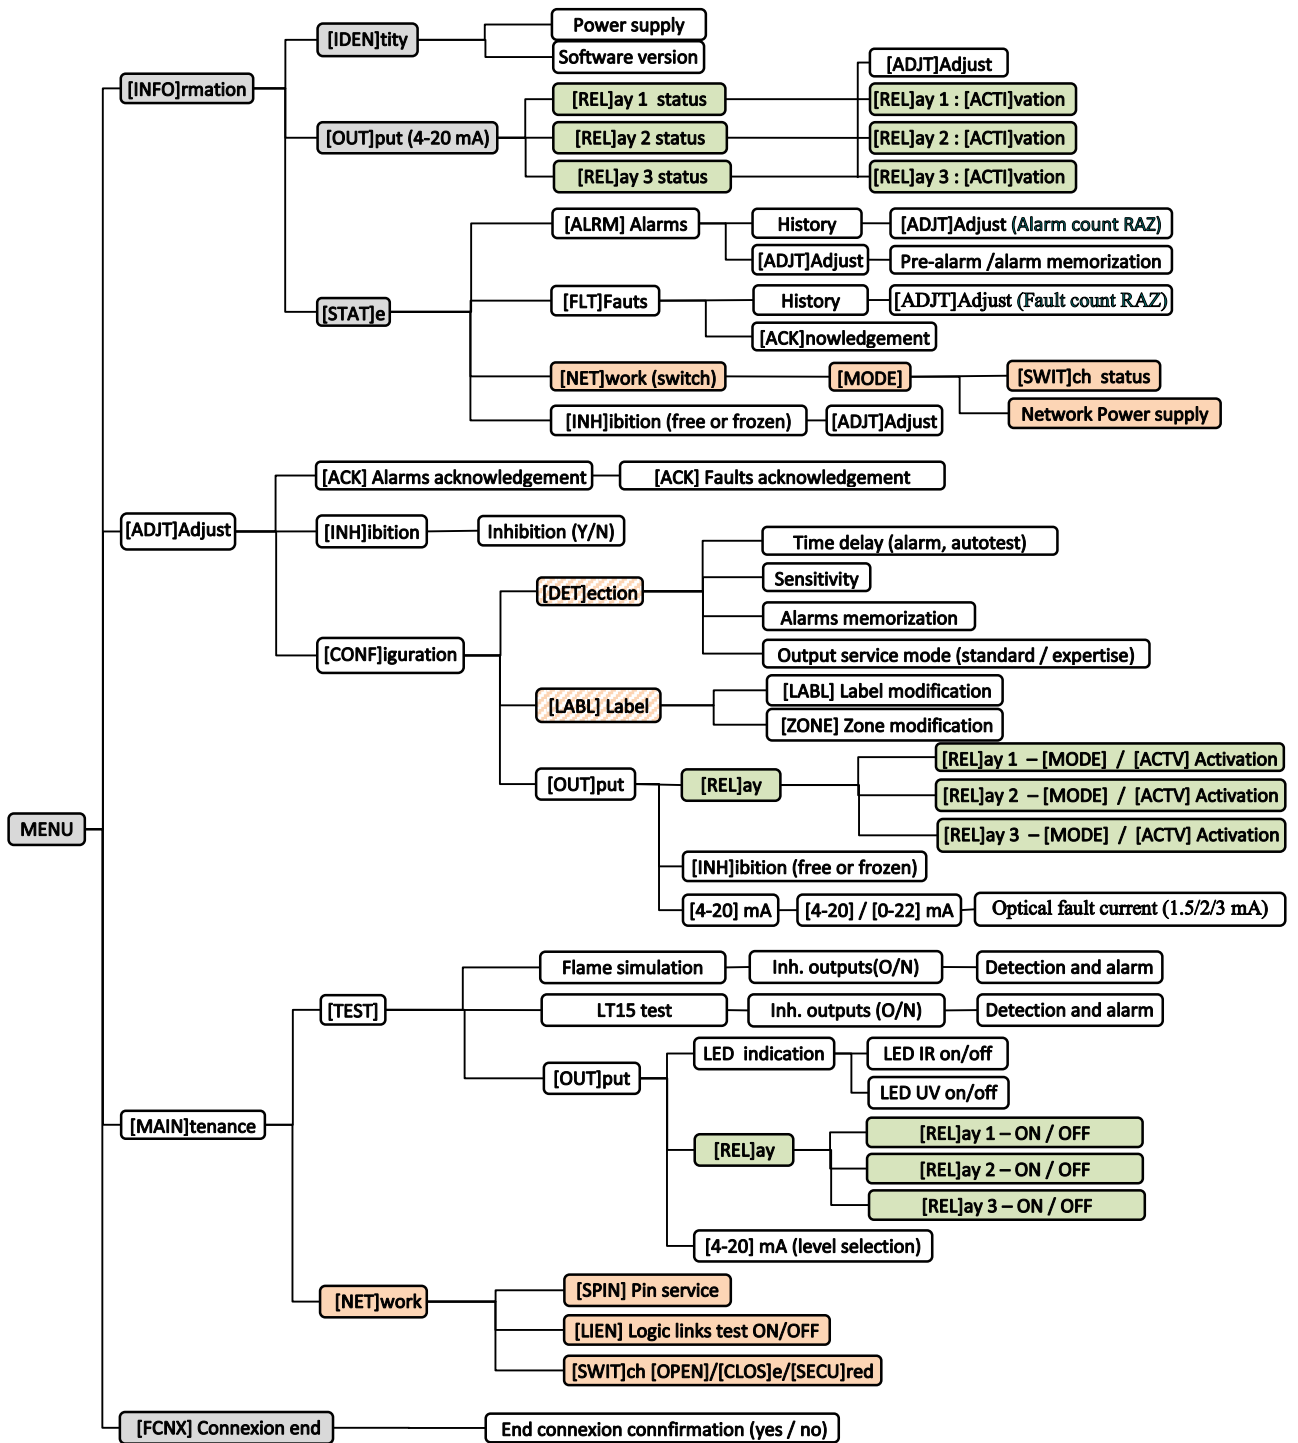 [IDEN]tity
Power supply
Software version
[INFO]rmation
[ADJT]Adjust
[REL]ay 1  status
[REL]ay 1 : [ACTI]vation
[OUT]put (4-20 mA)
[REL]ay 2 status
[REL]ay 2 : [ACTI]vation
[REL]ay 3 status
[REL]ay 3 : [ACTI]vation
[ALRM] Alarms
History
[ADJT]Adjust (Alarm count RAZ)
[ADJT]Adjust
Pre-alarm /alarm memorization
[STAT]e
[FLT]Fauts
History
[ADJT]Adjust (Fault count RAZ)
[ACK]nowledgement
[NET]work (switch)
[MODE]
[SWIT]ch  status
Network Power supply
[INH]ibition (free or frozen)
[ADJT]Adjust
[ACK] Alarms acknowledgement
[ACK] Faults acknowledgement
[ADJT]Adjust
[INH]ibition
Inhibition (Y/N)
[CONF]iguration
[DET]ection
Time delay (alarm, autotest)
Sensitivity
Alarms memorization
Output service mode (standard / expertise)
[LABL] Label
[LABL] Label modification
[ZONE] Zone modification
[OUT]put
[REL]ay
[REL]ay 1  – [MODE]  /  [ACTV] Activation
[REL]ay 2  – [MODE]  /  [ACTV] Activation
[REL]ay 3  – [MODE]  /  [ACTV] Activation
MENU
[INH]ibition (free or frozen)
[4-20] mA
[4-20] / [0-22] mA
Optical fault current (1.5/2/3 mA)
Flame simulation
Inh. outputs(O/N)
Detection and alarm
[TEST]
LT15 test
Inh. outputs (O/N)
Detection and alarm
[OUT]put
LED  indication
LED IR on/off
LED UV on/off
[MAIN]tenance
[REL]ay
[REL]ay 1 – ON / OFF
[REL]ay 2 – ON / OFF
[REL]ay 3 – ON / OFF
[4-20] mA (level selection)
[NET]work
[SPIN] Pin service
[LIEN] Logic links test ON/OFF
[SWIT]ch [OPEN]/[CLOS]e/[SECU]red
[FCNX] Connexion end
End connexion connfirmation (yes / no)